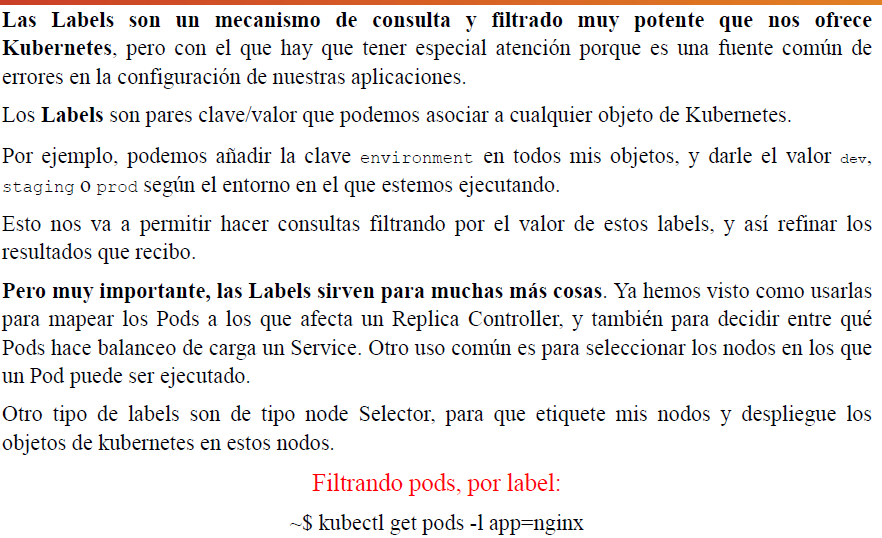 Las Labels son un mecanismo de consulta y filtrado muy potente que nos ofrece
Kubernetes, pero con el que hay que tener especial atención porque es una fuente común de
errores en la configuración de nuestras aplicaciones.
Los Labels son pares clave/valor que podemos asociar a cualquier objeto de Kubernetes.
Por ejemplo, podemos añadir la clave environment en todos mis objetos, y darle el valor dev,
staging o prod según el entorno en el que estemos ejecutando.
Esto nos va a permitir hacer consultas filtrando por el valor de estos labels, y así refinar los
resultados que recibo.
Pero muy importante, las Labels sirven para muchas más cosas. Ya hemos visto como usarlas
para mapear los Pods a los que afecta un Replica Controller, y también para decidir entre qué
Pods hace balanceo de carga un Service. Otro uso común es para seleccionar los nodos en los que
un Pod puede ser ejecutado.
Otro tipo de labels son de tipo node Selector, para que etiquete mis nodos y despliegue los
objetos de kubernetes en estos nodos.
Filtrando pods, por label:
~$ kubectl get pods -l app=nginx